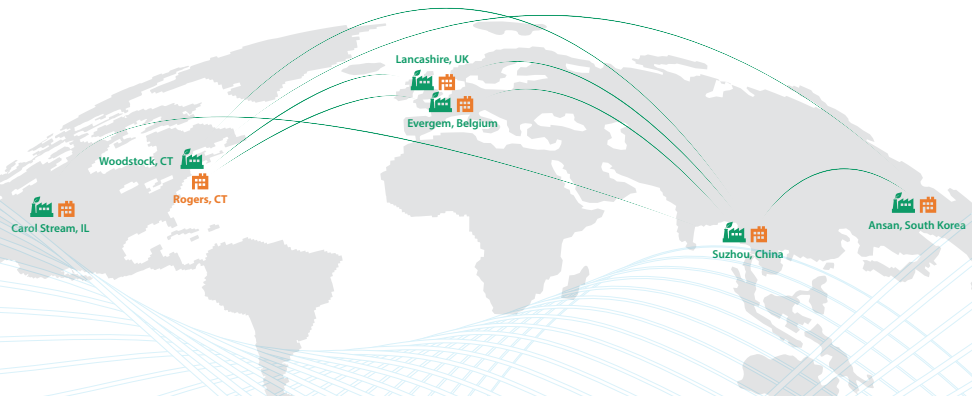 Lancashire, UK
Evergem, Belgium
Woodstock, CT
Rogers, CT
Carol Stream, IL
Ansan, South Korea
Suzhou, China